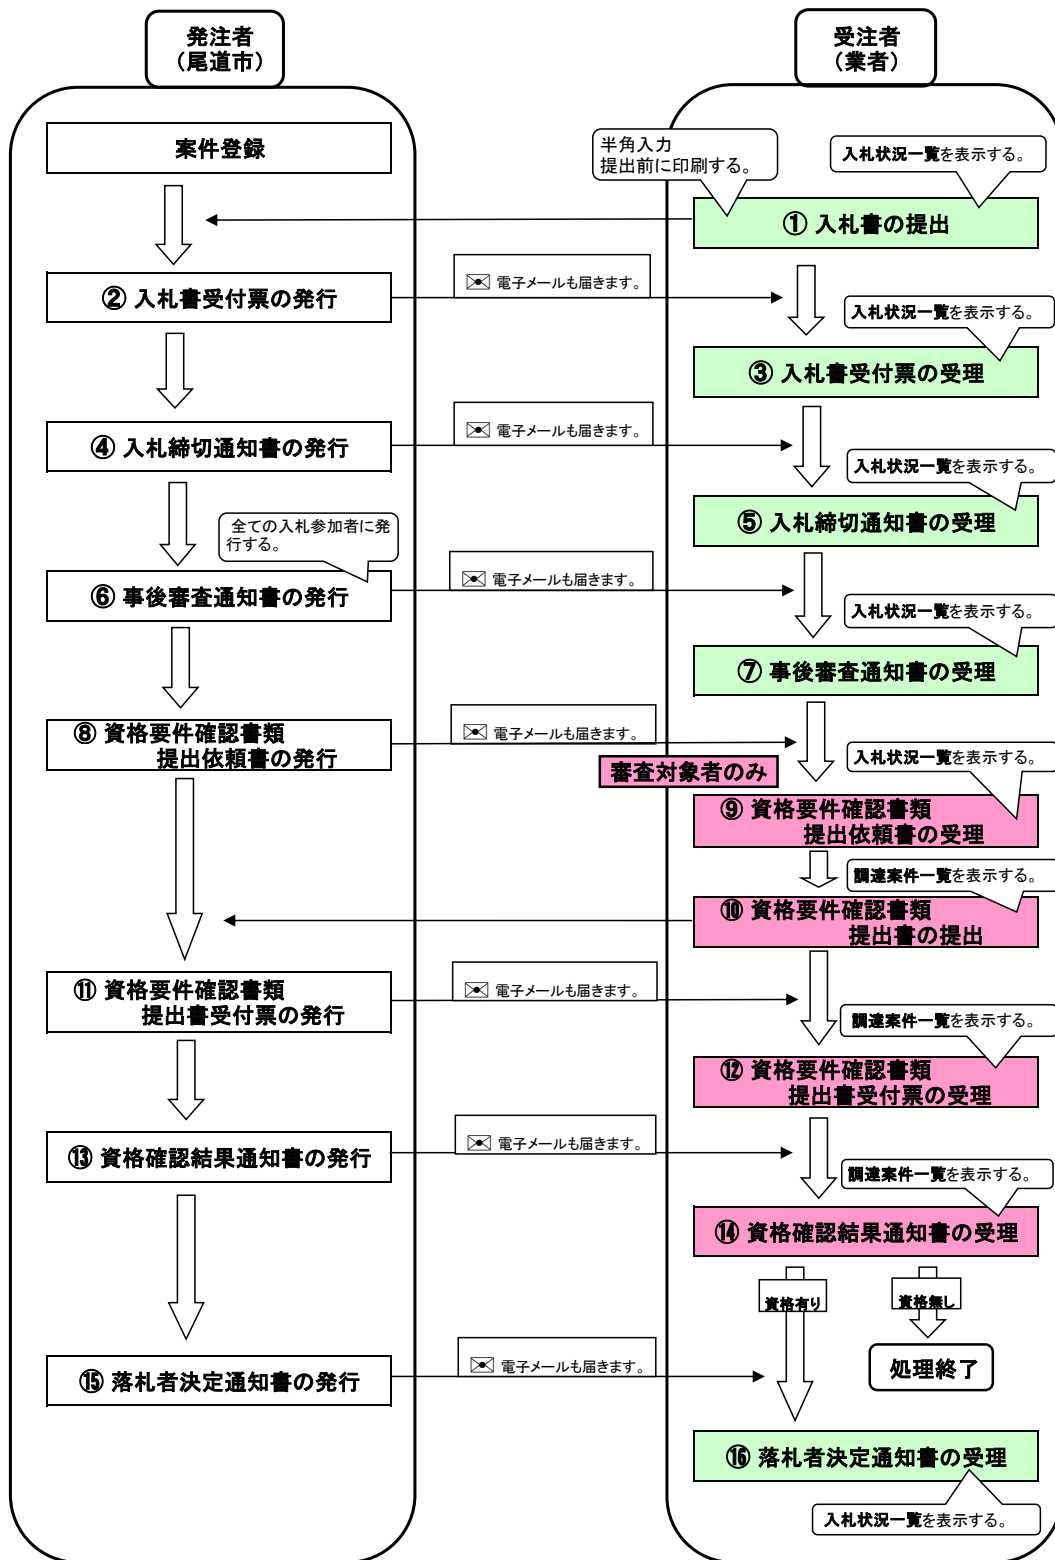 発注者
（尾道市）
受注者
（業者）
案件登録
半角入力
提出前に印刷する。
入札状況一覧を表示する。
① 入札書の提出
② 入札書受付票の発行
電子メールも届きます。
入札状況一覧を表示する。
③ 入札書受付票の受理
④ 入札締切通知書の発行
電子メールも届きます。
入札状況一覧を表示する。
⑤ 入札締切通知書の受理
全ての入札参加者に発
行する。
⑥ 事後審査通知書の発行
電子メールも届きます。
入札状況一覧を表示する。
⑦ 事後審査通知書の受理
⑧ 資格要件確認書類
提出依頼書の発行
電子メールも届きます。
審査対象者のみ
入札状況一覧を表示する。
⑨ 資格要件確認書類
提出依頼書の受理
調達案件一覧を表示する。
⑩ 資格要件確認書類
提出書の提出
⑪ 資格要件確認書類
提出書受付票の発行
電子メールも届きます。
調達案件一覧を表示する。
⑫ 資格要件確認書類
提出書受付票の受理
⑬ 資格確認結果通知書の発行
電子メールも届きます。
調達案件一覧を表示する。
⑭ 資格確認結果通知書の受理
資格有り
資格無し
処理終了
⑮ 落札者決定通知書の発行
電子メールも届きます。
⑯ 落札者決定通知書の受理
入札状況一覧を表示する。